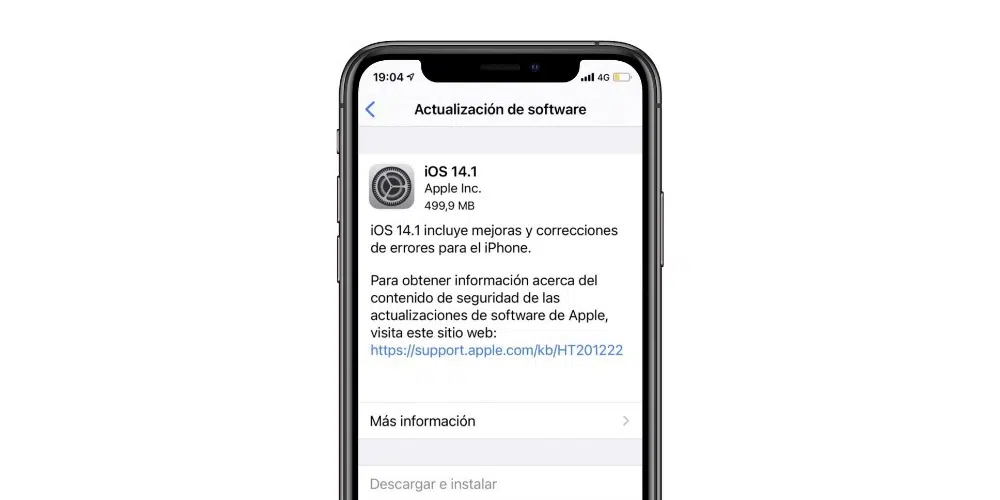 19:04
4G
Actualización de software
iOS 14.1
Apple Inc.
499,9 MB
iOS 14.1 incluye mejoras y correcciones
de errores para el iPhone.
Para obtener información acerca del
contenido de seguridad de las
actualizaciones de software de Apple,
visita este sitio web:
https://support.apple.com/kb/HT201222
Más información
Descargar e instalar